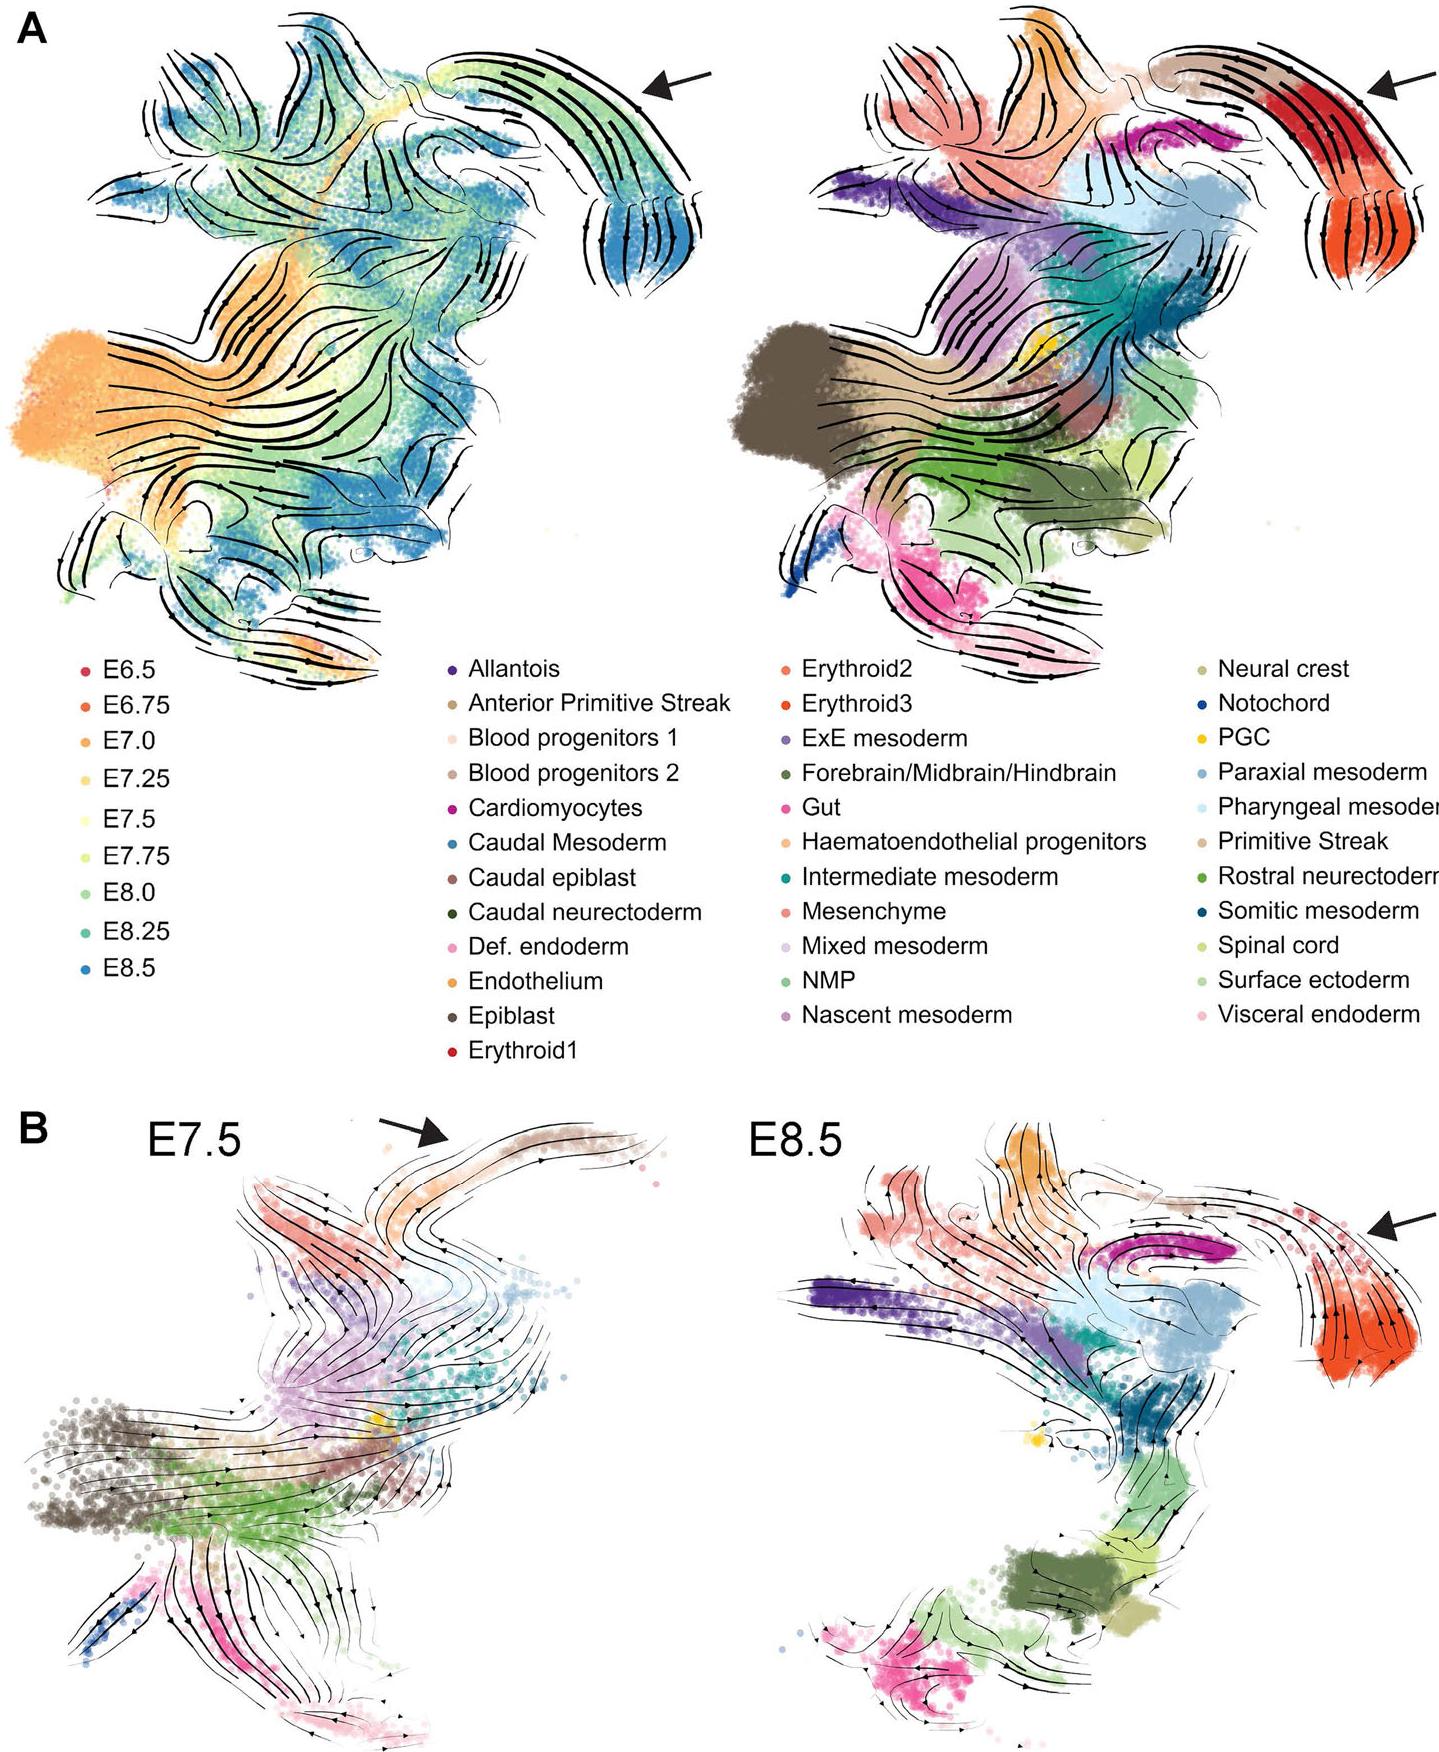 A
E6.5
E6.75
E7.0
E7.25
E7.5
E7.75
E8.0
E8.25
E8.5
Allantois
Anterior Primitive Streak
Blood progenitors 1
Blood progenitors 2
Cardiomyocytes
Caudal Mesoderm
Caudal epiblast
Caudal neurectoderm
Def. endoderm
Endothelium
Epiblast
Erythroid1
Erythroid2
Erythroid3
ExE mesoderm
Forebrain/Midbrain/Hindbrain
Gut
Haematoendothelial progenitors
Intermediate mesoderm
Mesenchyme
Mixed mesoderm
NMP
Nascent mesoderm
Neural crest
Notochord
PGC
Paraxial mesoderm
Pharyngeal mesoder
Primitive Streak
Rostral neurectoderr
Somitic mesoderm
Spinal cord
Surface ectoderm
Visceral endoderm
B
E7.5
E8.5